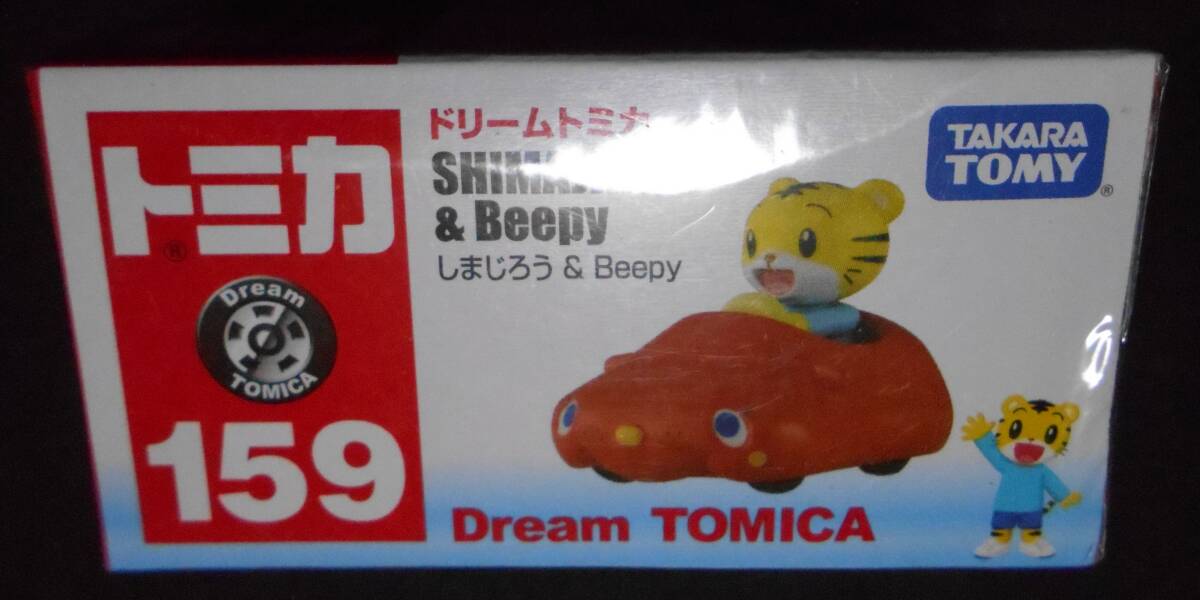 トミカ
®
Dream
TOMICA
159
ドリームトミカ
& Beepy
しまじろう & Beepy
TAKARA
TOMY
®
Dream TOMICA